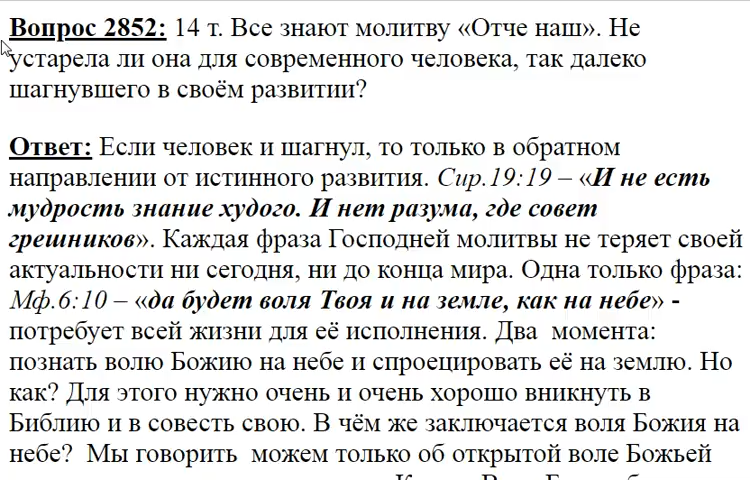 Вопрос 2852: 14 т. Все знают молитву «Отче наш». Не
устарела ли она для современного человека, так далеко
шагнувшего в своём развитии?
Ответ: Если человек и шагнул, то только в обратном
направлении от истинного развития. Сир.19:19 – «И не есть
мудрость знание худого. И нет разума, где совет
грешников». Каждая фраза Господней молитвы не теряет своей
актуальности ни сегодня, ни до конца мира. Одна только фраза:
Мф.6:10 – «да будет воля Твоя и на земле, как на небе» -
потребует всей жизни для её исполнения. Два  момента:
познать волю Божию на небе и спроецировать её на землю. Но
как? Для этого нужно очень и очень хорошо вникнуть в
Библию и в совесть свою. В чём же заключается воля Божия на
небе?  Мы говорить  можем только об открытой воле Божьей